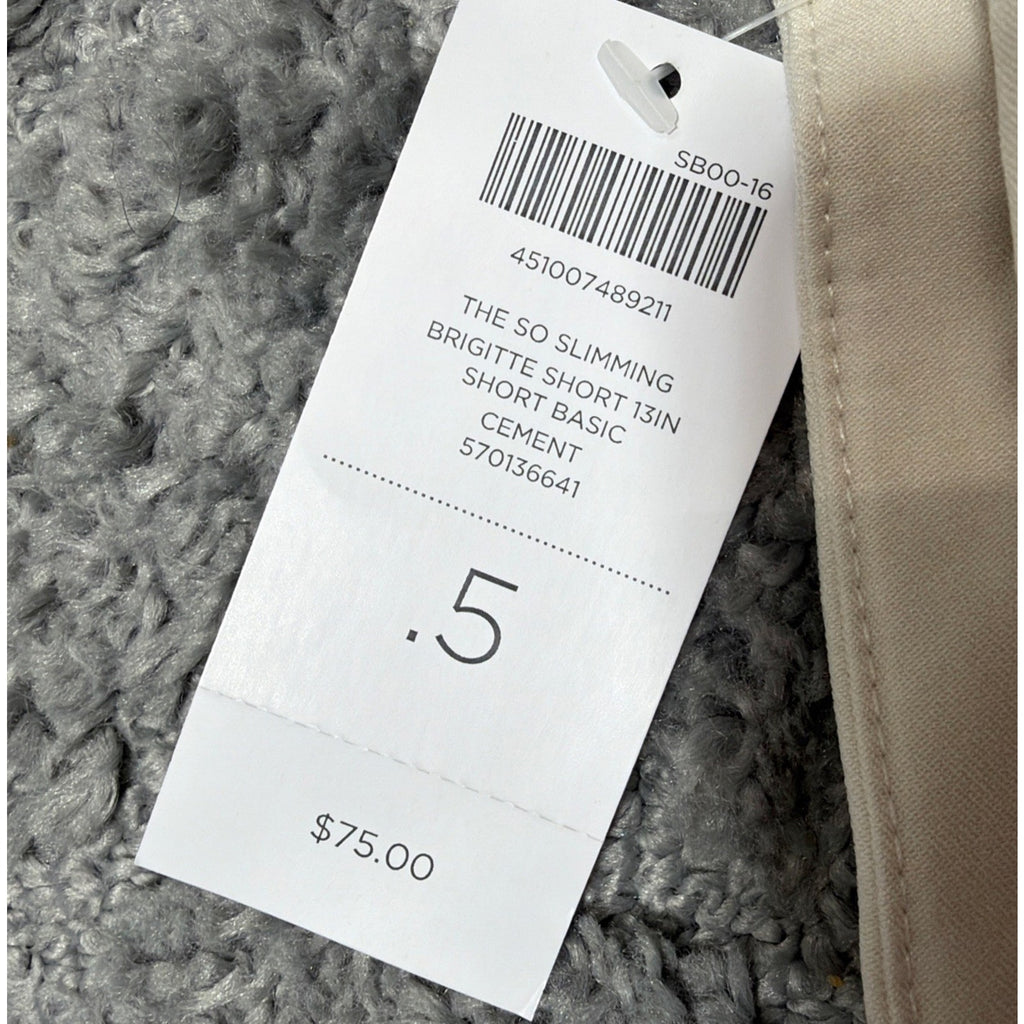 SB00-16
451007489211
THE SO SLIMMING
BRIGITTE SHORT 13IN
SHORT BASIC
CEMENT
570136641
.5
$75.00